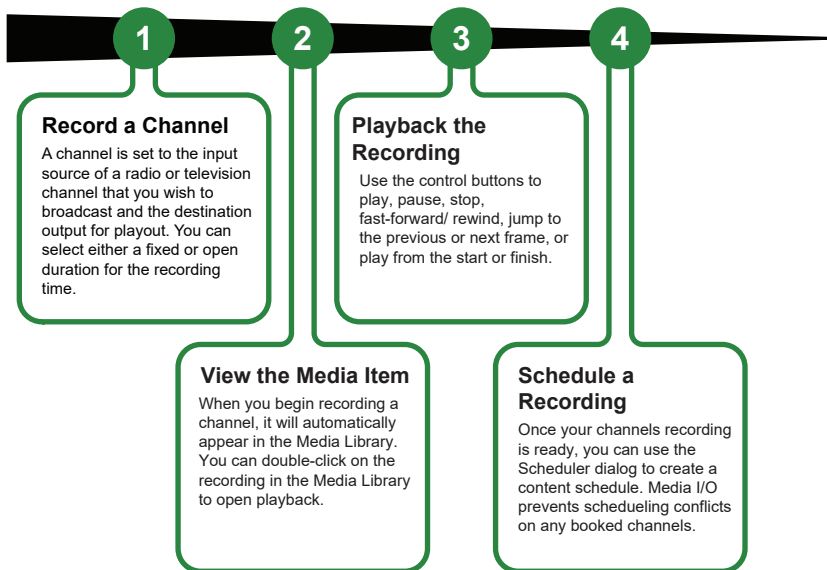 1
Record a Channel
A channel is set to the input
source of a radio or television
channel that you wish to
broadcast and the destination
output for playout. You can
select either a fixed or open
duration for the recording
time.
2
View the Media Item
When you begin recording a
channel, it will automatically
appear in the Media Library.
You can double-click on the
recording in the Media Library
to open playback.
3
Playback the
Recording
Use the control buttons to
play, pause, stop,
fast-forward/ rewind, jump to
the previous or next frame, or
play from the start or finish.
4
Schedule a
Recording
Once your channels recording
is ready, you can use the
Scheduler dialog to create a
content schedule. Media I/O
prevents schedueling conflicts
on any booked channels.